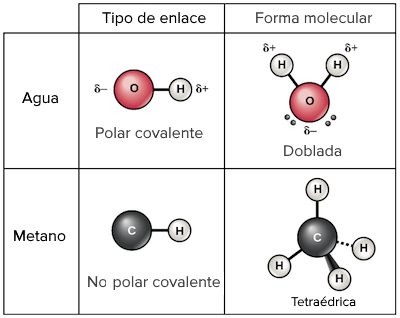 Tipo de enlace
Forma molecular
Agua
δ− O H δ+
Polar covalente
δ+ δ+
H H
O
δ−
Doblada
Metano
C H
No polar covalente
H
C
H
H
H
Tetraédrica